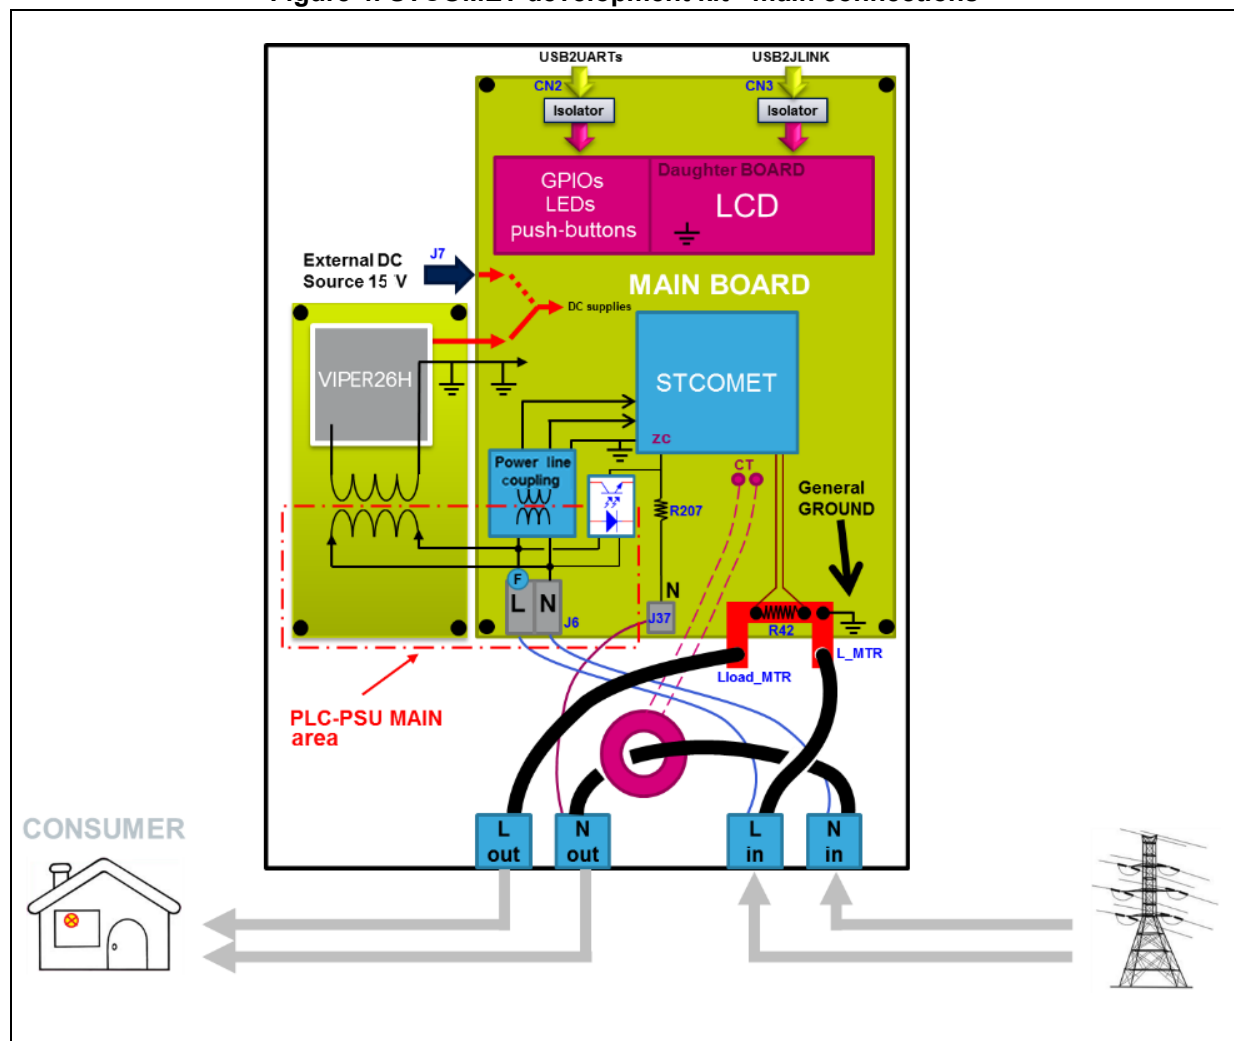 USB2UARTs
USB2JLINK
CN2
CN3
Isolator
Isolator
GPIOs
LEDs
push-buttons
Daughter BOARD
LCD
External DC
Source 15 V
J7
MAIN BOARD
DC supplies
VIPER26H
STCOMET
ZC
Power line
coupling
CT
R207
General
GROUND
F
L
N
J6
N
J37
R42
L_MTR
Lload_MTR
PLC-PSU MAIN
area
CONSUMER
L
out
N
out
L
in
N
in